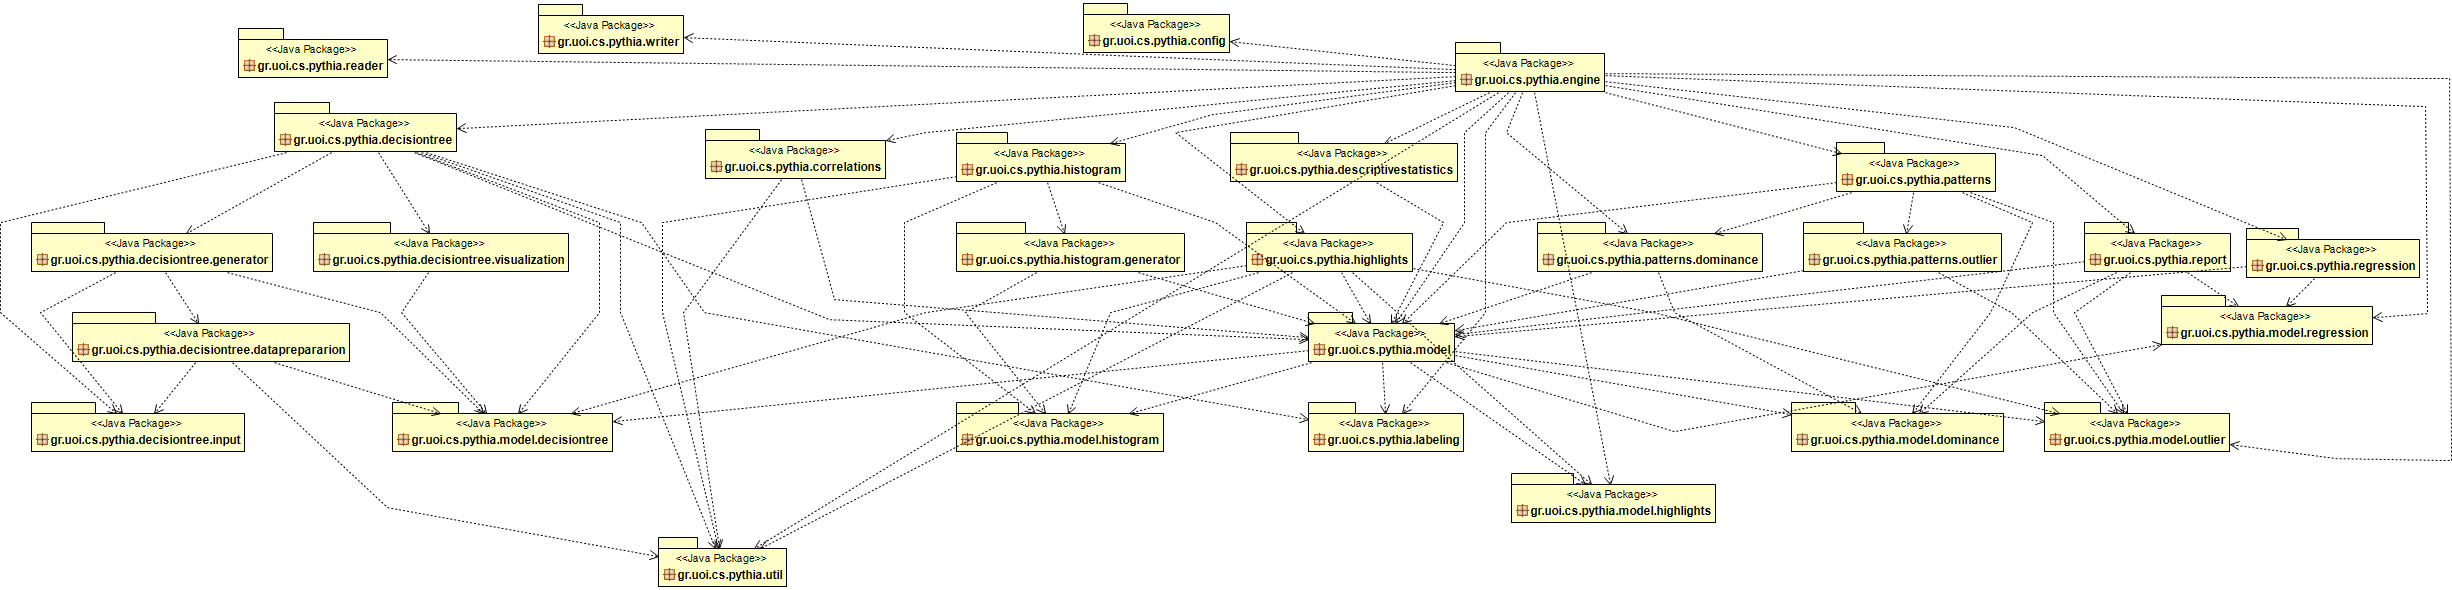 <<Java Package>>
gr.uoi.cs.pythia.writer
<<Java Package>>
gr.uoi.cs.pythia.config
<<Java Package>>
gr.uoi.cs.pythia.reader
<<Java Package>>
gr.uoi.cs.pythia.engine
<<Java Package>>
gr.uoi.cs.pythia.decisiontree
<<Java Package>>
gr.uoi.cs.pythia.correlations
<<Java Package>>
gr.uoi.cs.pythia.histogram
<<Java Package>>
gr.uoi.cs.pythia.descriptivestatistics
<<Java Package>>
gr.uoi.cs.pythia.patterns
<<Java Package>>
gr.uoi.cs.pythia.decisiontree.generator
<<Java Package>>
gr.uoi.cs.pythia.decisiontree.visualization
<<Java Package>>
gr.uoi.cs.pythia.histogram.generator
<<Java Package>>
gr.uoi.cs.pythia.highlights
<<Java Package>>
gr.uoi.cs.pythia.patterns.dominance
<<Java Package>>
gr.uoi.cs.pythia.patterns.outlier
<<Java Package>>
gr.uoi.cs.pythia.report
<<Java Package>>
gr.uoi.cs.pythia.regression
<<Java Package>>
gr.uoi.cs.pythia.decisiontree.dataprepararion
<<Java Package>>
gr.uoi.cs.pythia.model
<<Java Package>>
gr.uoi.cs.pythia.model.regression
<<Java Package>>
gr.uoi.cs.pythia.decisiontree.input
<<Java Package>>
gr.uoi.cs.pythia.model.decisiontree
<<Java Package>>
gr.uoi.cs.pythia.model.histogram
<<Java Package>>
gr.uoi.cs.pythia.labeling
<<Java Package>>
gr.uoi.cs.pythia.model.dominance
<<Java Package>>
gr.uoi.cs.pythia.model.outlier
<<Java Package>>
gr.uoi.cs.pythia.model.highlights
<<Java Package>>
gr.uoi.cs.pythia.util